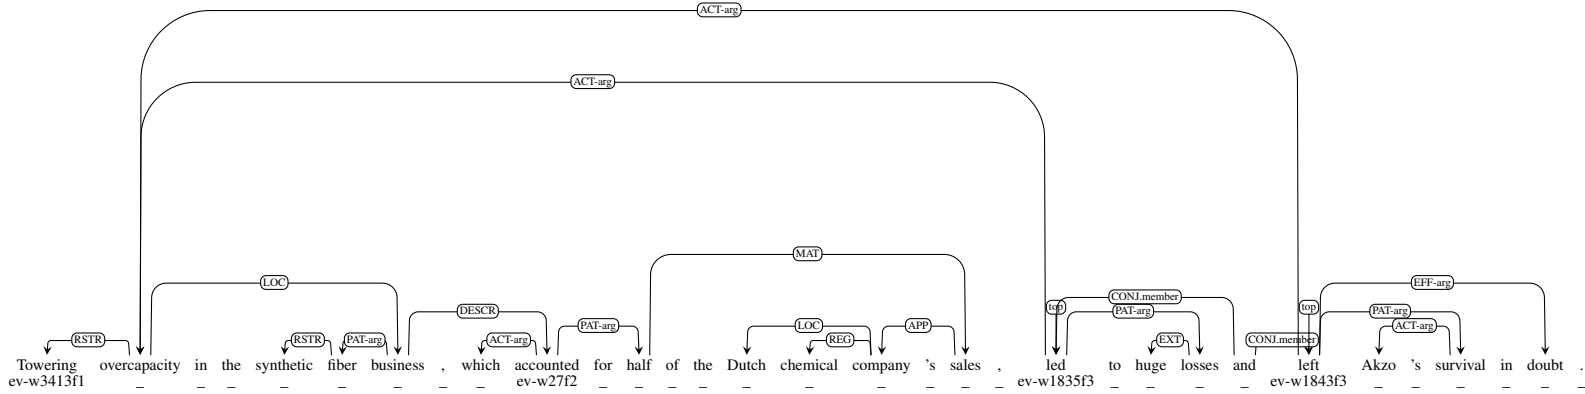 ACT-arg
ACT-arg
MAT
LOC EFF-arg
CONJ.member
DESCR top PAT-arg top PAT-arg
PAT-arg LOC APP ACT-arg
RSTR RSTR PAT-arg ACT-arg REG EXT CONJ.member
Towering overcapacity in the synthetic fiber business , which accounted for half of the Dutch chemical company 's sales , led to huge losses and left Akzo 's survival in doubt .
ev-w3413f1 _ _ _ _ _ _ _ _ ev-w27f2 _ _ _ _ _ _ _ _ _ _ ev-w1835f3 _ _ _ _ ev-w1843f3 _ _ _ _ _ _